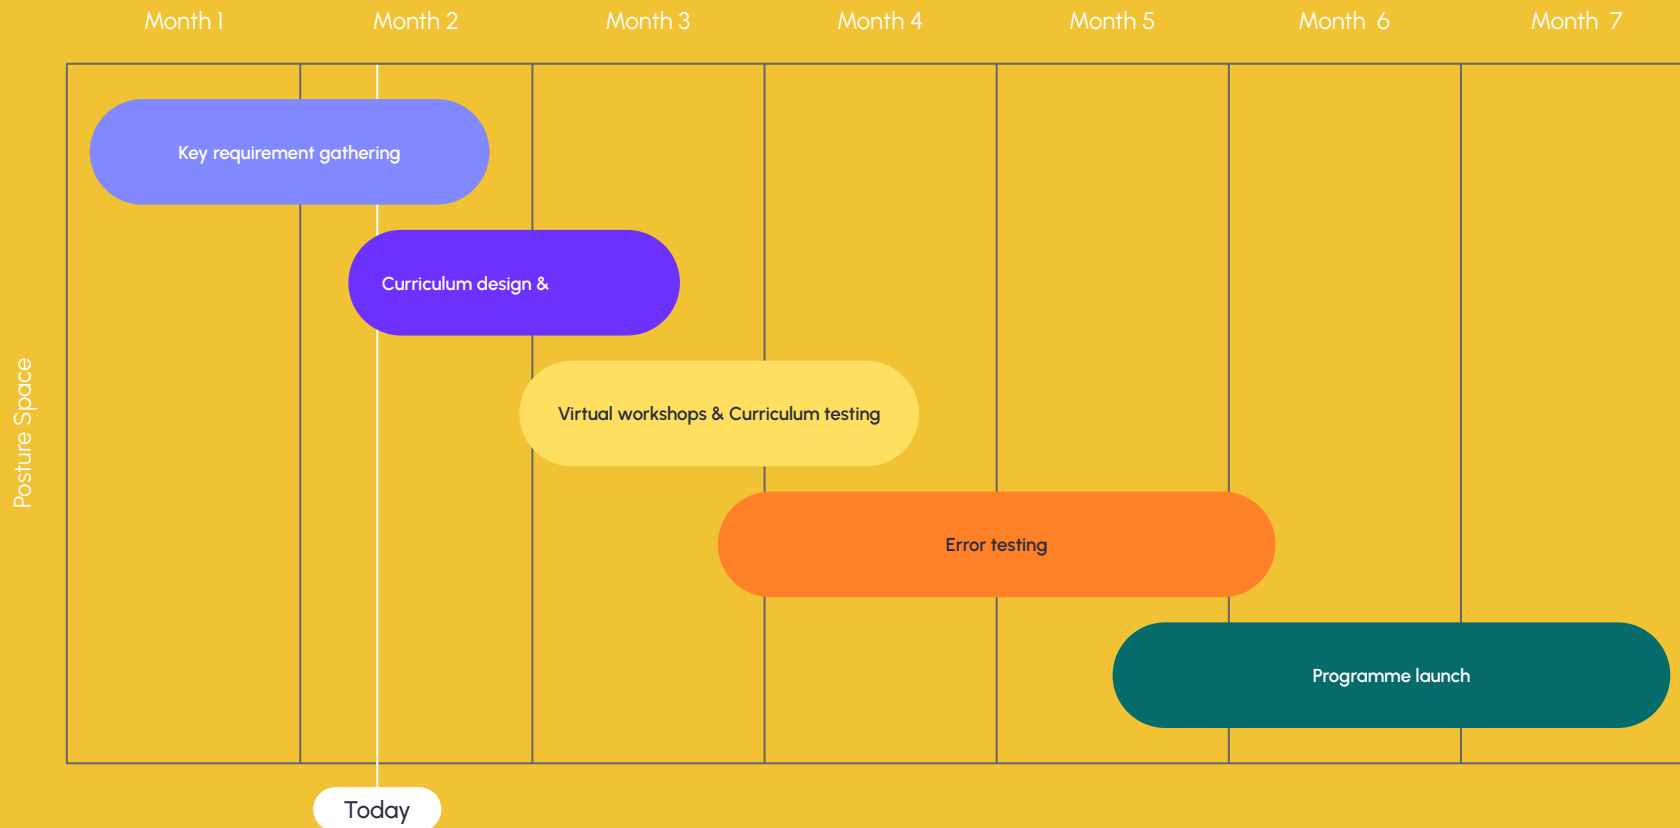 Month 1
Month 2
Month 3
Month 4
Month 5
Month 6
Month 7
Key requirement gathering
Curriculum design &
Virtual workshops & Curriculum testing
Posture Space
Error testing
Programme launch
Today